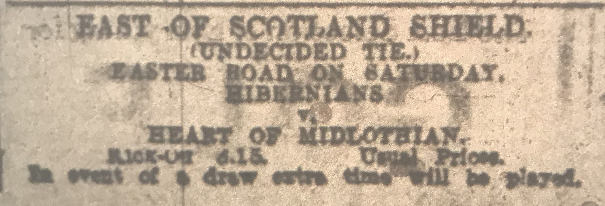 EAST OF SCOTLAND SHIELD.
(UNDECIDED TIE.)
EASTER ROAD, ON SATURDAY,
HIBERNIANS
v.
HEART OF MIDLOTHIAN.
Kick-Off 6.15. Usual Prices.
In event of a draw extra time will be played.